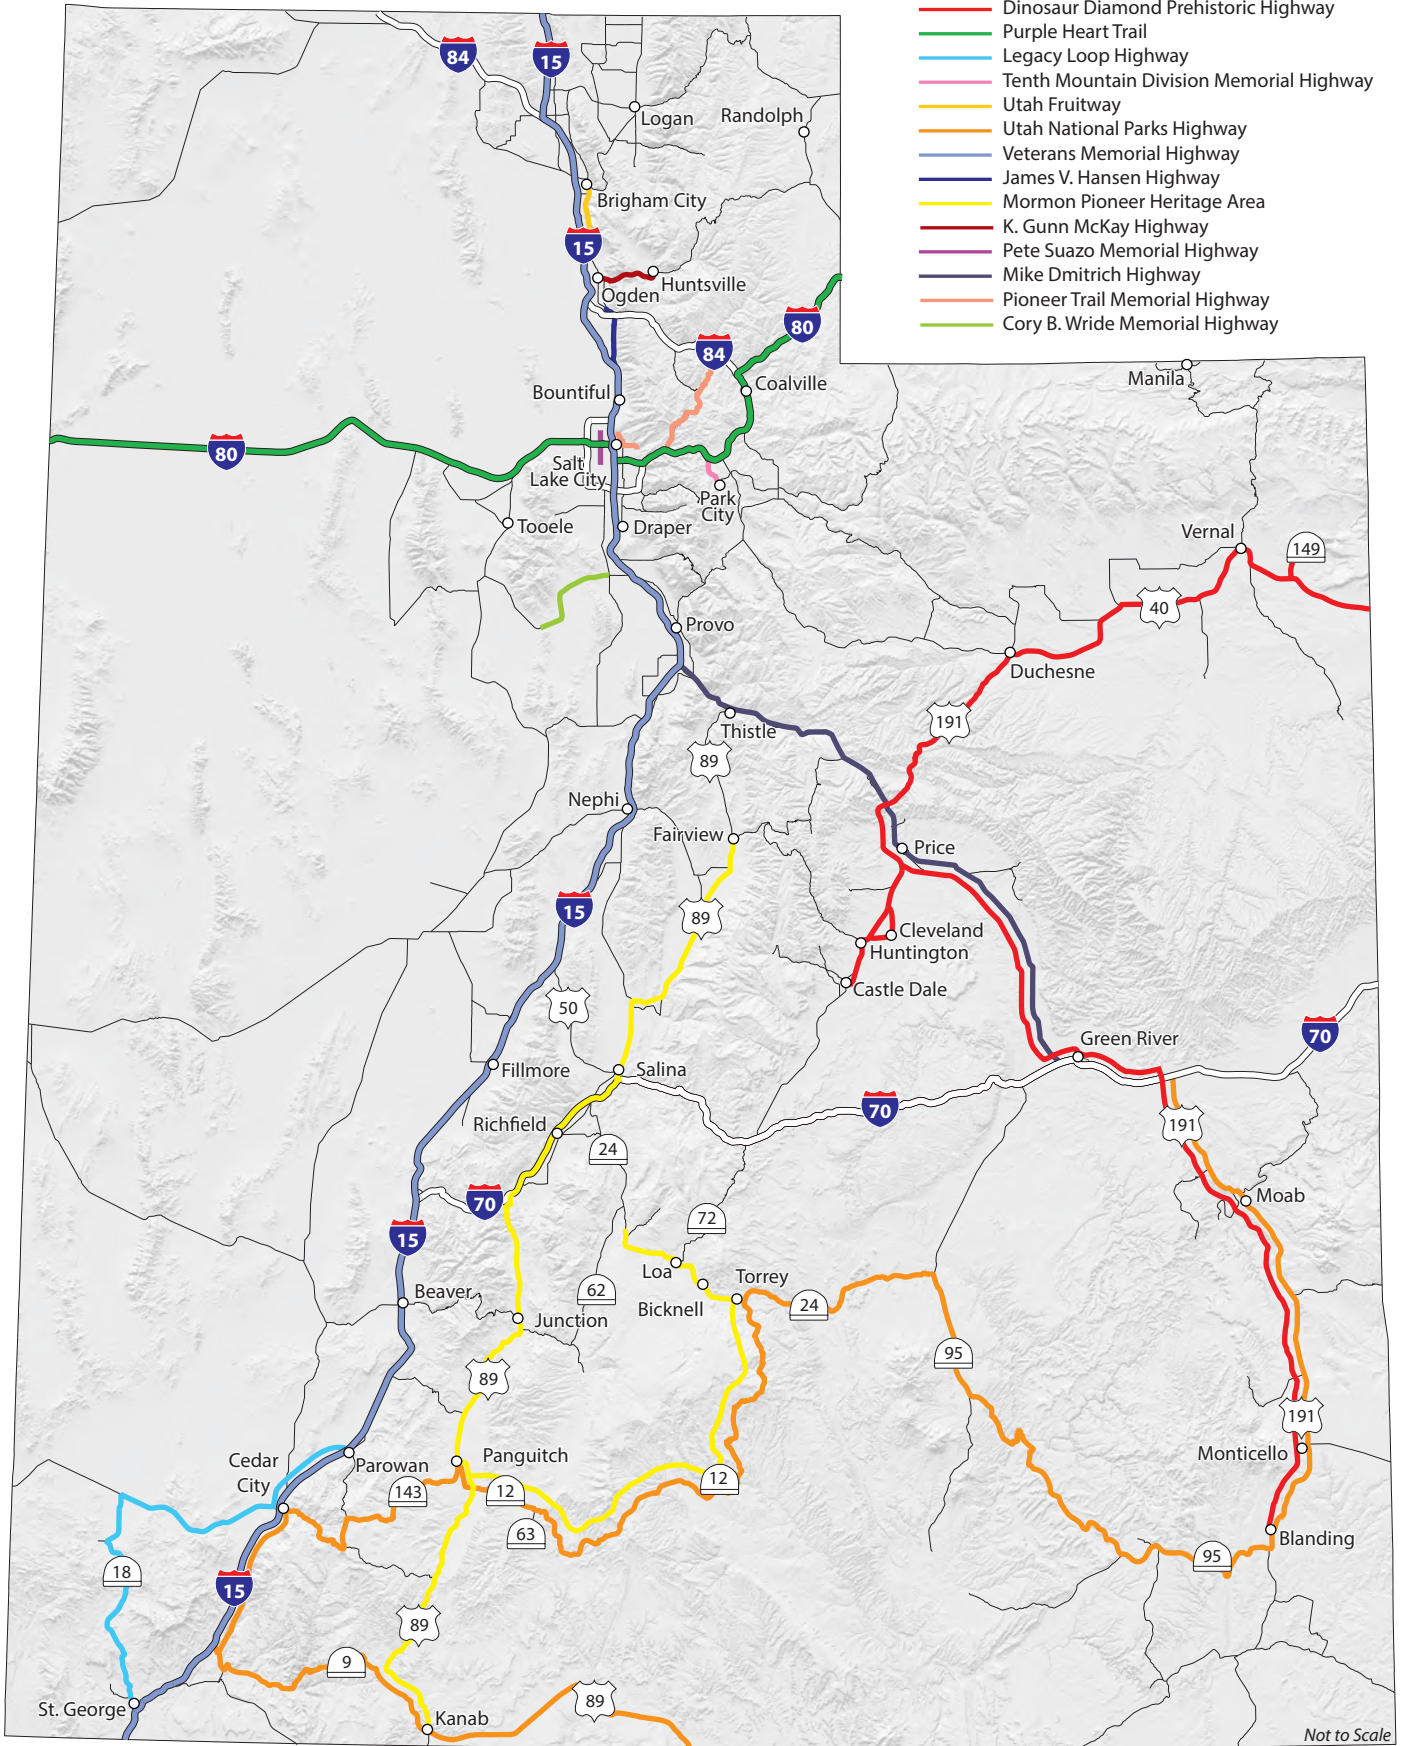 Dinosaur Diamond Prehistoric Highway
Purple Heart Trail
Legacy Loop Highway
Tenth Mountain Division Memorial Highway
Utah Fruitway
Utah National Parks Highway
Veterans Memorial Highway
James V. Hansen Highway
Mormon Pioneer Heritage Area
K. Gunn McKay Highway
Pete Suazo Memorial Highway
Mike Dmitrich Highway
Pioneer Trail Memorial Highway
Cory B. Wride Memorial Highway
84
15
Logan
Randolph
Brigham City
15
Huntsville
Ogden
80
84
Manila
Bountiful
Coalville
80
Salt
Lake City
Park
City
Tooele
Draper
Vernal
149
40
Provo
Duchesne
191
Thistle
89
Nephi
Fairview
Price
15
89
Cleveland
Huntington
Castle Dale
50
Green River
70
Fillmore
Salina
70
Richfield
191
24
70
Moab
72
15
Loa
Torrey
Beaver
62
Bicknell
24
Junction
95
89
191
Cedar
City
Parowan
Panguitch
Monticello
143
12
12
63
Blanding
95
18
15
89
9
St. George
Kanab
89
Not to Scale